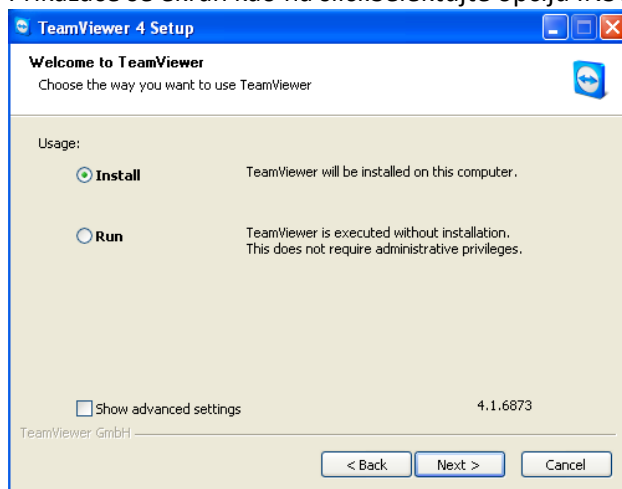 TeamViewer 4 Setup
Welcome to TeamViewer
Choose the way you want to use TeamViewer
Usage:
Install
TeamViewer will be installed on this computer.
Run
TeamViewer is executed without installation.
This does not require administrative privileges.
Show advanced settings
4.1.6873
TeamViewer GmbH
< Back
Next >
Cancel